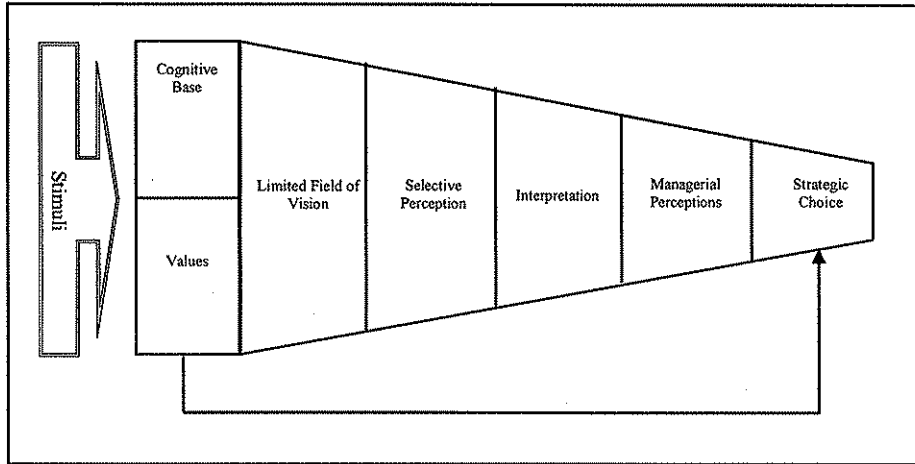 Stimuli
Cognitive
Base
Values
Limited Field of
Vision
Selective
Perception
Interpretation
Managerial
Perceptions
Strategic
Choice